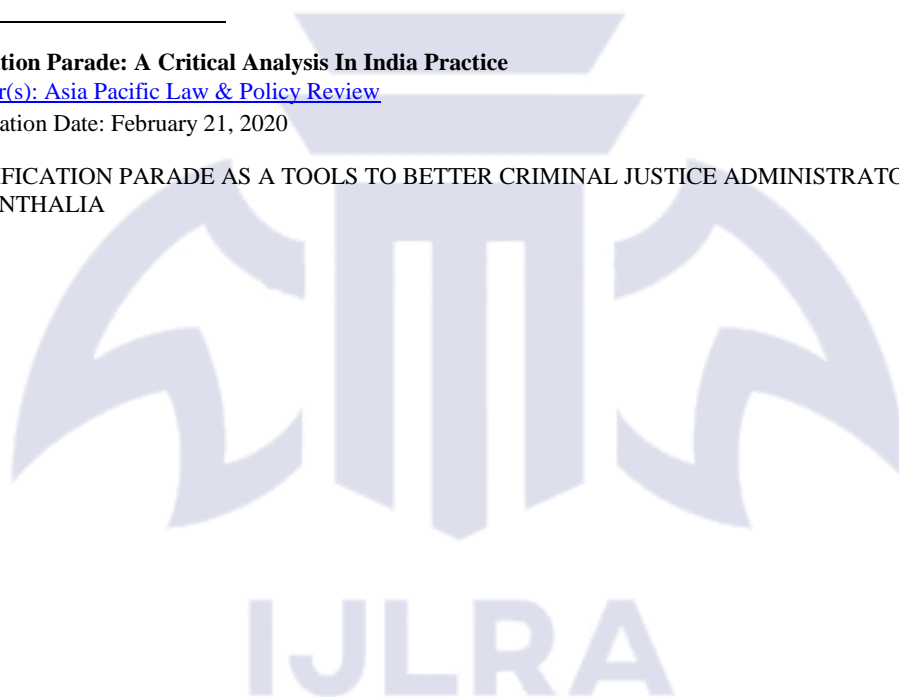 tion Parade: A Critical Analysis In India Practice
r(s): Asia Pacific Law & Policy Review
ation Date: February 21, 2020
IFICATION PARADE AS A TOOLS TO BETTER CRIMINAL JUSTICE ADMINISTRATO
NTHALIA
IJLRA